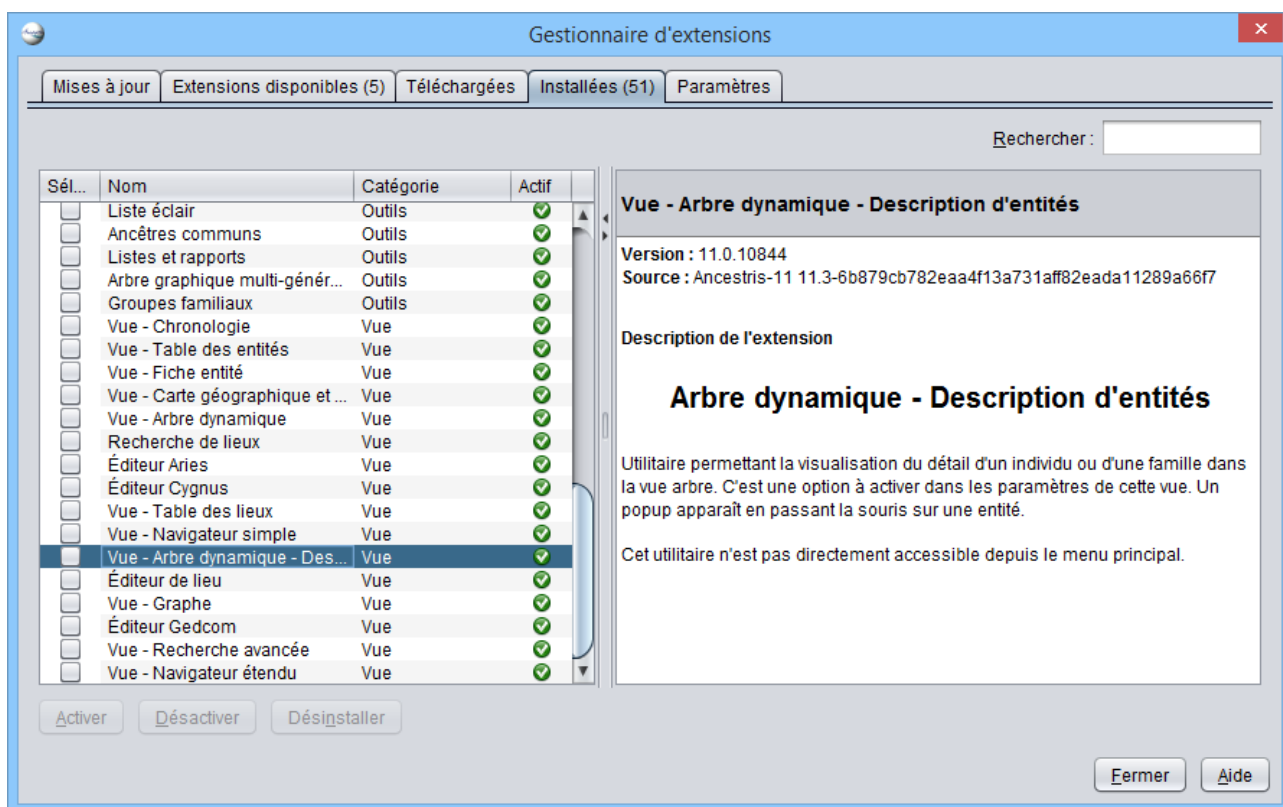 Gestionnaire d'extensions
Mises à jour Extensions disponibles (5) Téléchargées Installées (51) Paramètres
Rechercher :
Sél... Nom Catégorie Actif
Liste éclair Outils
Ancêtres communs Outils
Listes et rapports Outils
Arbre graphique multi-génér... Outils
Groupes familiaux Outils
Vue - Chronologie Vue
Vue - Table des entités Vue
Vue - Fiche entité Vue
Vue - Carte géographique et ... Vue
Vue - Arbre dynamique Vue
Recherche de lieux Vue
Éditeur Aries Vue
Éditeur Cygnus Vue
Vue - Table des lieux Vue
Vue - Navigateur simple Vue
Vue - Arbre dynamique - Des... Vue
Éditeur de lieu Vue
Vue - Graphe Vue
Éditeur Gedcom Vue
Vue - Recherche avancée Vue
Vue - Navigateur étendu Vue
Vue - Arbre dynamique - Description d'entités
Version : 11.0.10844
Source : Ancestris-11 11.3-6b879cb782eaa4f13a731aff82eada11289a66f7
Description de l'extension
Arbre dynamique - Description d'entités
Utilitaire permettant la visualisation du détail d'un individu ou d'une famille dans
la vue arbre. C'est une option à activer dans les paramètres de cette vue. Un
popup apparaît en passant la souris sur une entité.
Cet utilitaire n'est pas directement accessible depuis le menu principal.
Activer Désactiver Désinstaller
Fermer Aide